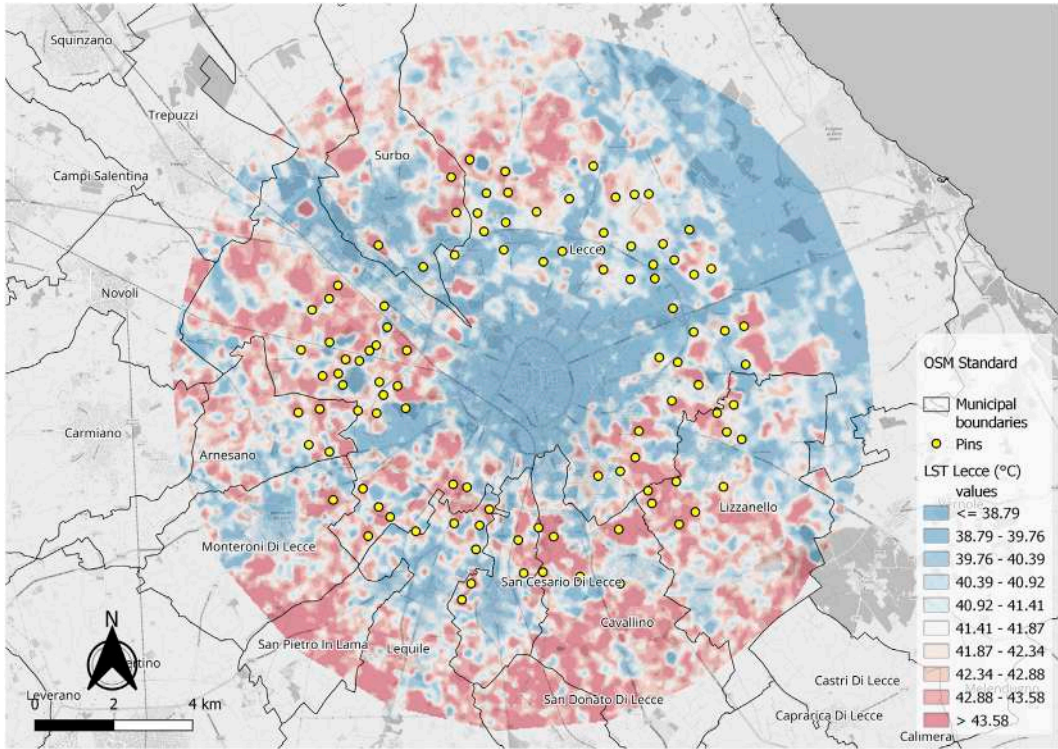 Squinzano
Trepuzzi
Surbo
Campi Salentina
Lecce
Novoli
Carmiano
Arnesano
Monteroni Di Lecce
Lizzanello
San Cesario Di Lecce
Cavallino
San Pietro In Lama
Lequile
San Donato Di Lecce
Leverano
Castri Di Lecce
Caprarica Di Lecce
Calimera
N
0 2 4 km
OSM Standard
Municipal
boundaries
Pins
LST Lecce (°C)
values
<= 38.79
38.79 - 39.76
39.76 - 40.39
40.39 - 40.92
40.92 - 41.41
41.41 - 41.87
41.87 - 42.34
42.34 - 42.88
42.88 - 43.58
> 43.58